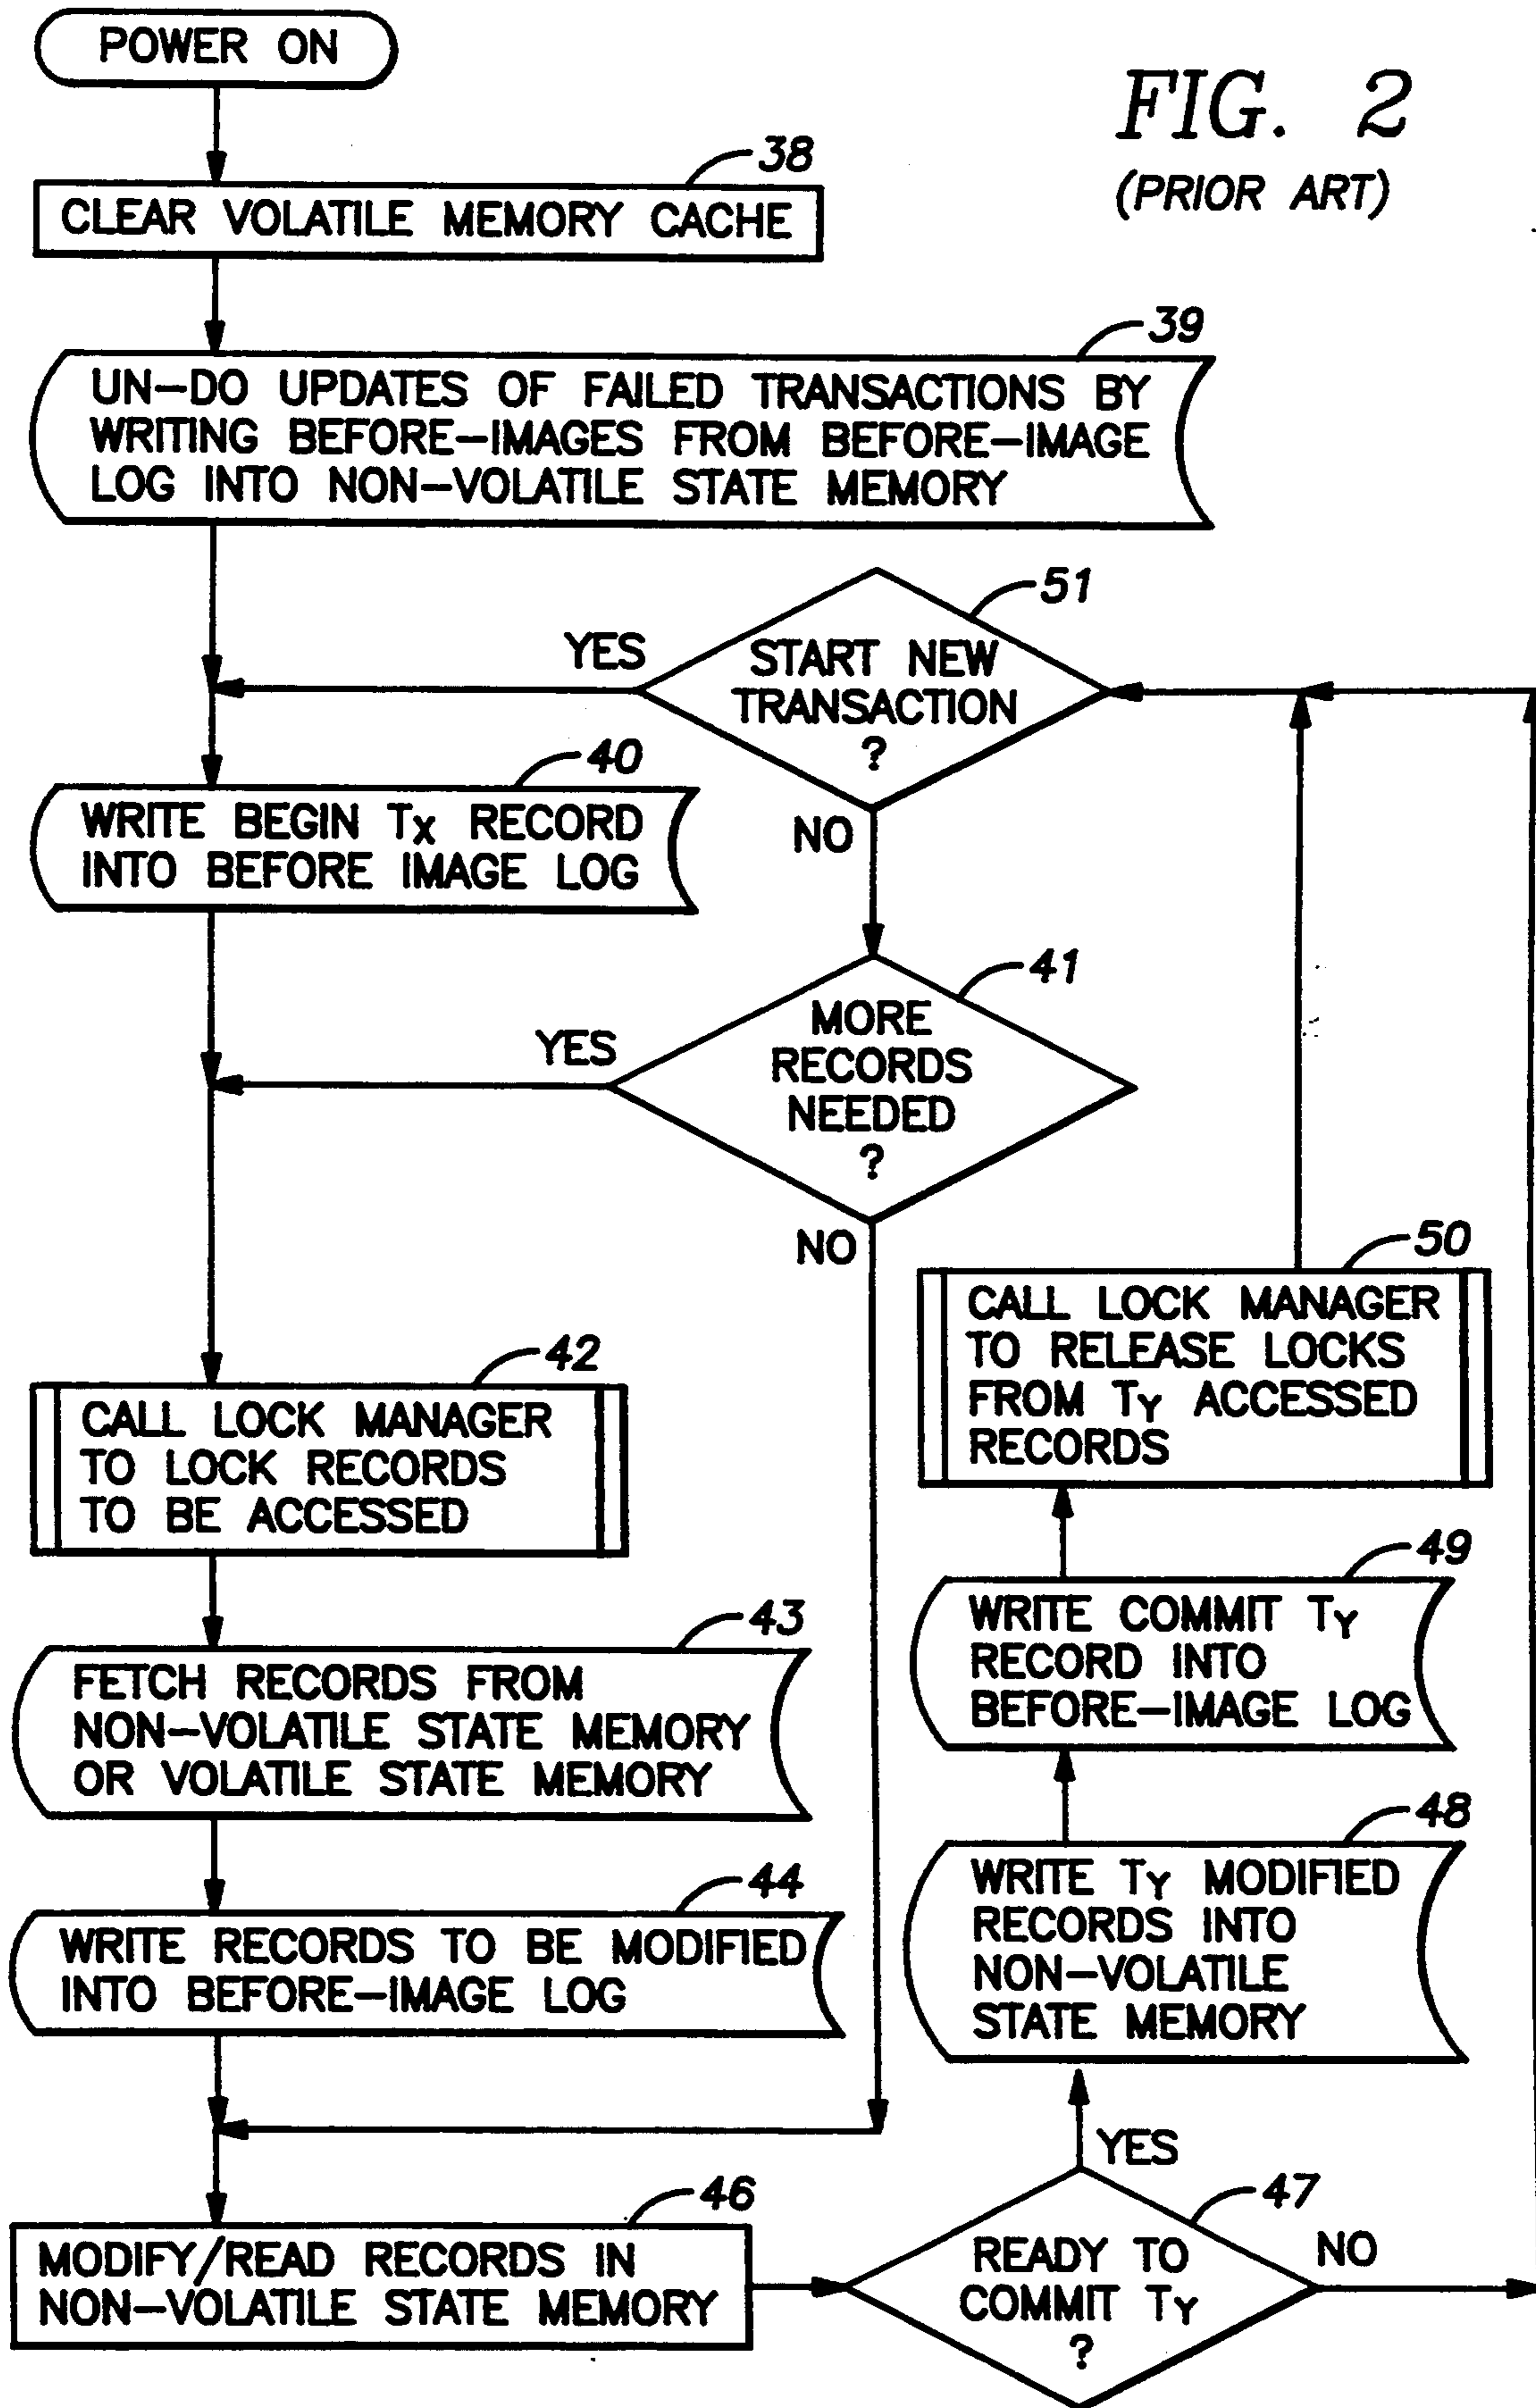 POWER ON
FIG. 2
(PRIOR ART)
38
CLEAR VOLATILE MEMORY CACHE
39
UN-DO UPDATES OF FAILED TRANSACTIONS BY
WRITING BEFORE-IMAGES FROM BEFORE-IMAGE
LOG INTO NON-VOLATILE STATE MEMORY
51
YES
START NEW
TRANSACTION
?
NO
40
WRITE BEGIN TX RECORD
INTO BEFORE IMAGE LOG
41
YES
MORE
RECORDS
NEEDED
?
NO
42
CALL LOCK MANAGER
TO LOCK RECORDS
TO BE ACCESSED
43
FETCH RECORDS FROM
NON-VOLATILE STATE MEMORY
OR VOLATILE STATE MEMORY
44
WRITE RECORDS TO BE MODIFIED
INTO BEFORE-IMAGE LOG
46
MODIFY/READ RECORDS IN
NON-VOLATILE STATE MEMORY
47
READY TO
COMMIT TY
?
NO
YES
48
WRITE TY MODIFIED
RECORDS INTO
NON-VOLATILE
STATE MEMORY
49
WRITE COMMIT TY
RECORD INTO
BEFORE-IMAGE LOG
50
CALL LOCK MANAGER
TO RELEASE LOCKS
FROM TY ACCESSED
RECORDS